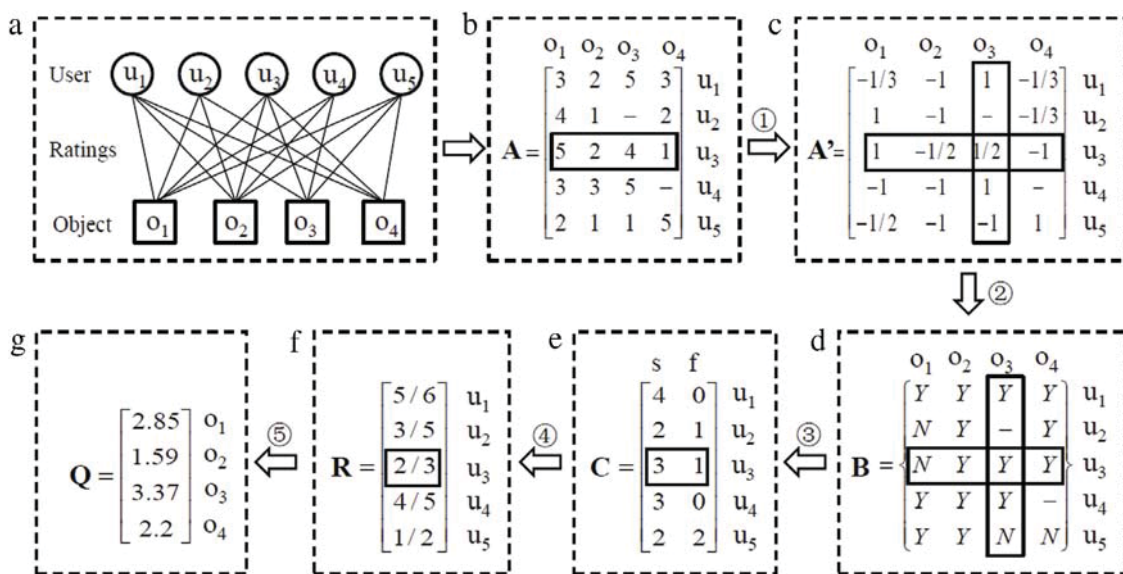 a
User u1 u2 u3 u4 u5
Ratings
Object o1 o2 o3 o4
b
o1 o2 o3 o4
3 2 5 3 u1
4 1 – 2 u2
A = 5 2 4 1 u3
3 3 5 – u4
2 1 1 5 u5
①
c
o1 o2 o3 o4
−1/3 −1 1 −1/3 u1
1 −1 - −1/3 u2
A' = 1 −1/2 1/2 −1 u3
−1 −1 1 − u4
−1/2 −1 −1 1 u5
②
d
o1 o2 o3 o4
Y Y Y Y u1
N Y – Y u2
B = N Y Y Y u3
Y Y Y – u4
Y Y N N u5
③
e
s f
4 0 u1
2 1 u2
C = 3 1 u3
3 0 u4
2 2 u5
④
f
5/6 u1
3/5 u2
R = 2/3 u3
4/5 u4
1/2 u5
⑤
g
2.85 o1
Q = 1.59 o2
3.37 o3
2.2 o4